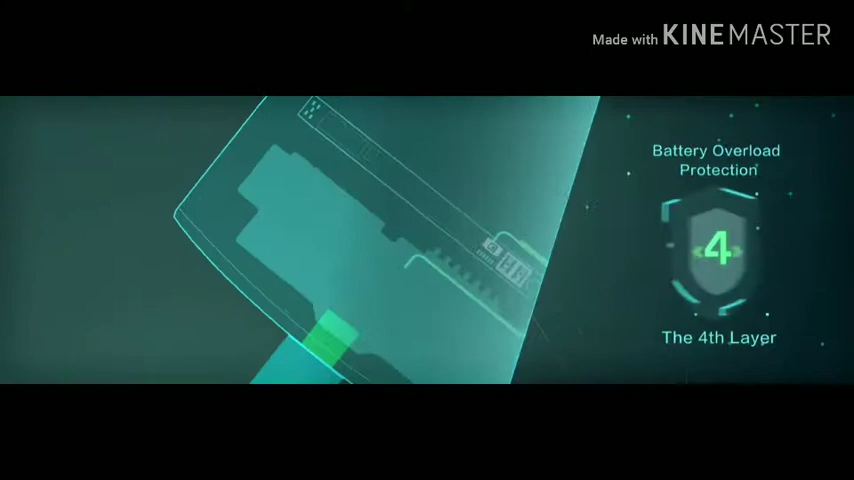 Made with KINEMASTER
Battery Overload
Protection
4
The 4th Layer